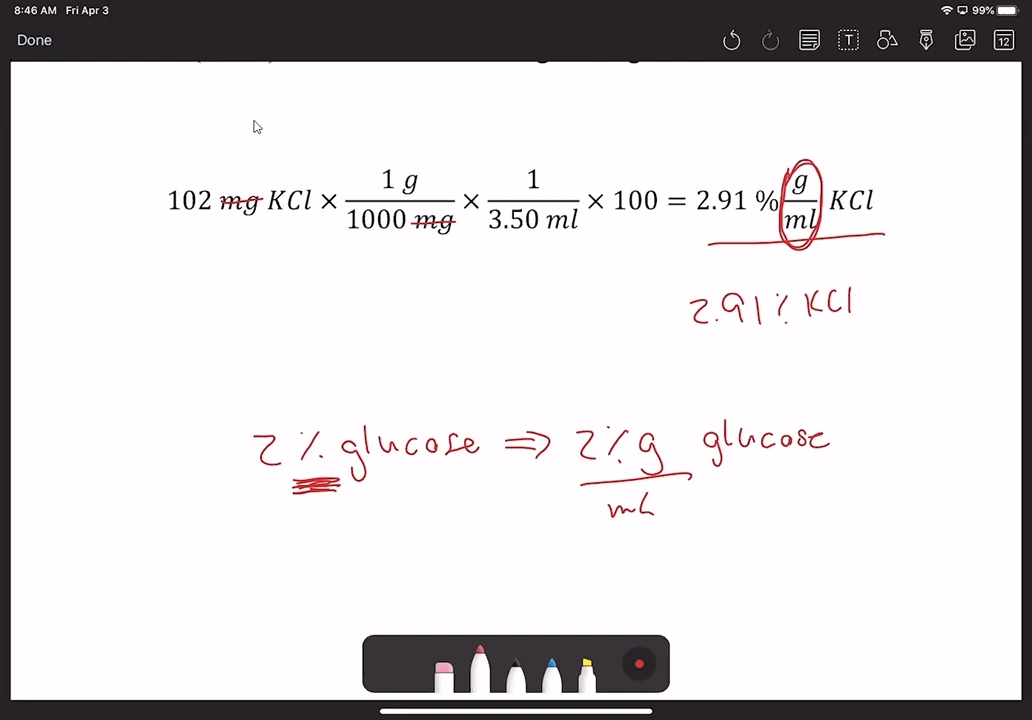 8:46 AM Fri Apr 3 99%
Done T 12
102 mg KCl × 1 g / 1000 mg × 1 / 3.50 ml × 100 = 2.91 % g / ml KCl
2.91 % KCl
2 % glucose ⇒ 2 % g / mL glucose